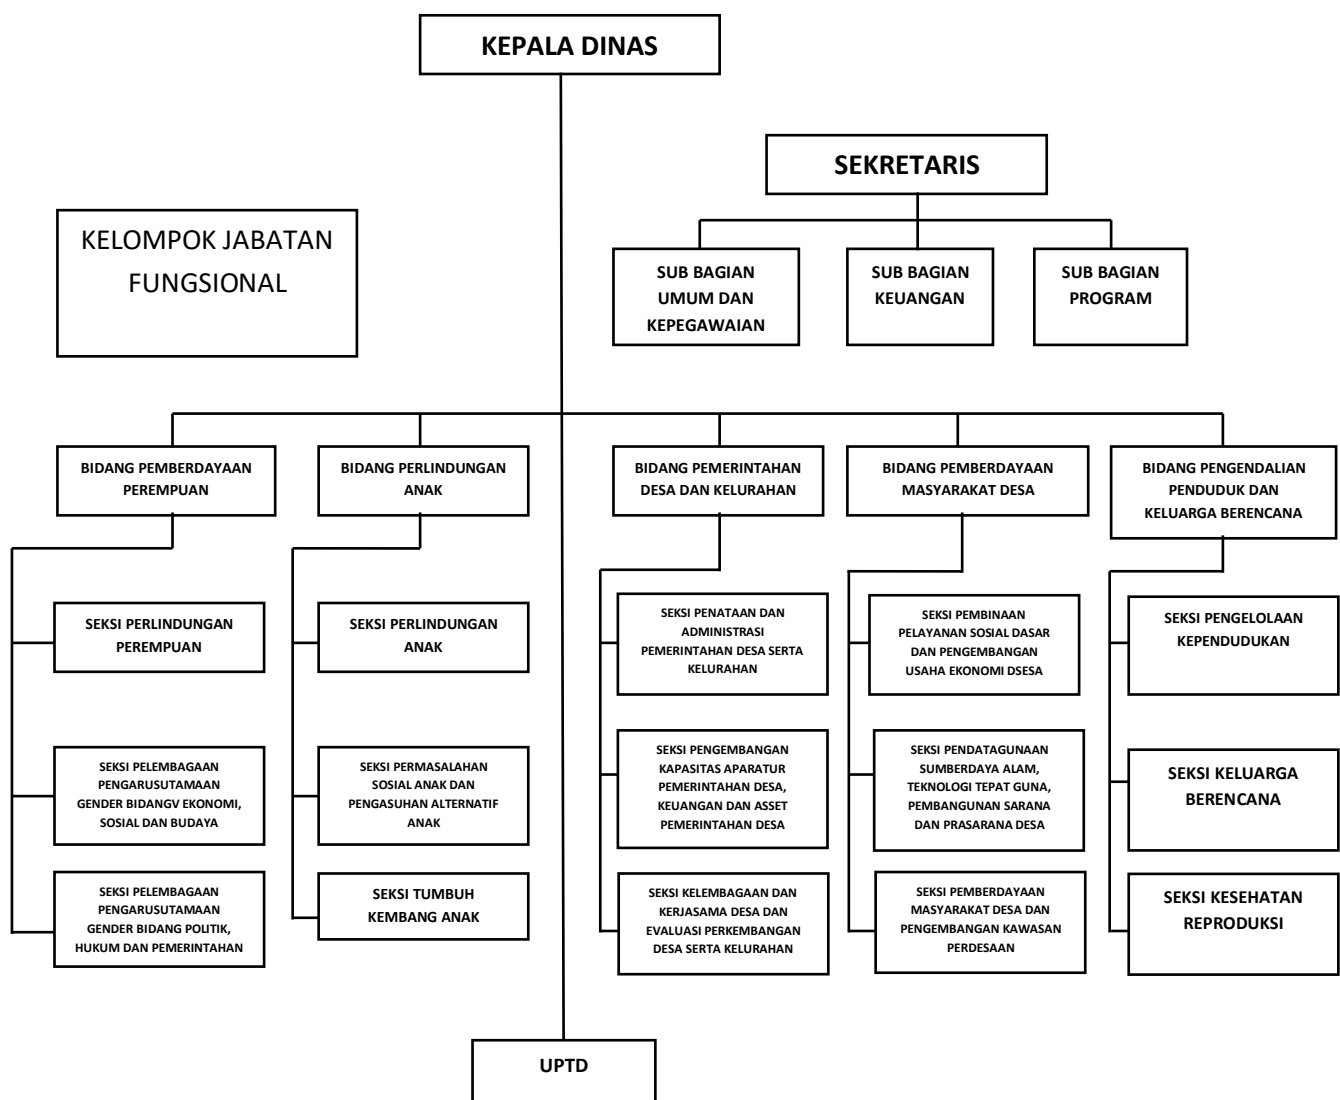 KEPALA DINAS
SEKRETARIS
KELOMPOK JABATAN
FUNGSIONAL
SUB BAGIAN
UMUM DAN
KEPEGAWAIAN
SUB BAGIAN
KEUANGAN
SUB BAGIAN
PROGRAM
BIDANG PEMBERDAYAAN
PEREMPUAN
BIDANG PERLINDUNGAN
ANAK
BIDANG PEMERINTAHAN
DESA DAN KELURAHAN
BIDANG PEMBERDAYAAN
MASYARAKAT DESA
BIDANG PENGENDALIAN
PENDUDUK DAN
KELUARGA BERENCANA
SEKSI PERLINDUNGAN
PEREMPUAN
SEKSI PERLINDUNGAN
ANAK
SEKSI PENATAAN DAN
ADMINISTRASI
PEMERINTAHAN DESA SERTA
KELURAHAN
SEKSI PEMBINAAN
PELAYANAN SOSIAL DASAR
DAN PENGEMBANGAN
USAHA EKONOMI DSESA
SEKSI PENGELOLAAN
KEPENDUDUKAN
SEKSI PELEMBAGAAN
PENGARUSUTAMAAN
GENDER BIDANGV EKONOMI,
SOSIAL DAN BUDAYA
SEKSI PERMASALAHAN
SOSIAL ANAK DAN
PENGASUHAN ALTERNATIF
ANAK
SEKSI PENGEMBANGAN
KAPASITAS APARATUR
PEMERINTAHAN DESA,
KEUANGAN DAN ASSET
PEMERINTAHAN DESA
SEKSI PENDATAGUNAAN
SUMBERDAYA ALAM,
TEKNOLOGI TEPAT GUNA,
PEMBANGUNAN SARANA
DAN PRASARANA DESA
SEKSI KELUARGA
BERENCANA
SEKSI PELEMBAGAAN
PENGARUSUTAMAAN
GENDER BIDANG POLITIK,
HUKUM DAN PEMERINTAHAN
SEKSI TUMBUH
KEMBANG ANAK
SEKSI KELEMBAGAAN DAN
KERJASAMA DESA DAN
EVALUASI PERKEMBANGAN
DESA SERTA KELURAHAN
SEKSI PEMBERDAYAAN
MASYARAKAT DESA DAN
PENGEMBANGAN KAWASAN
PERDESAAN
SEKSI KESEHATAN
REPRODUKSI
UPTD